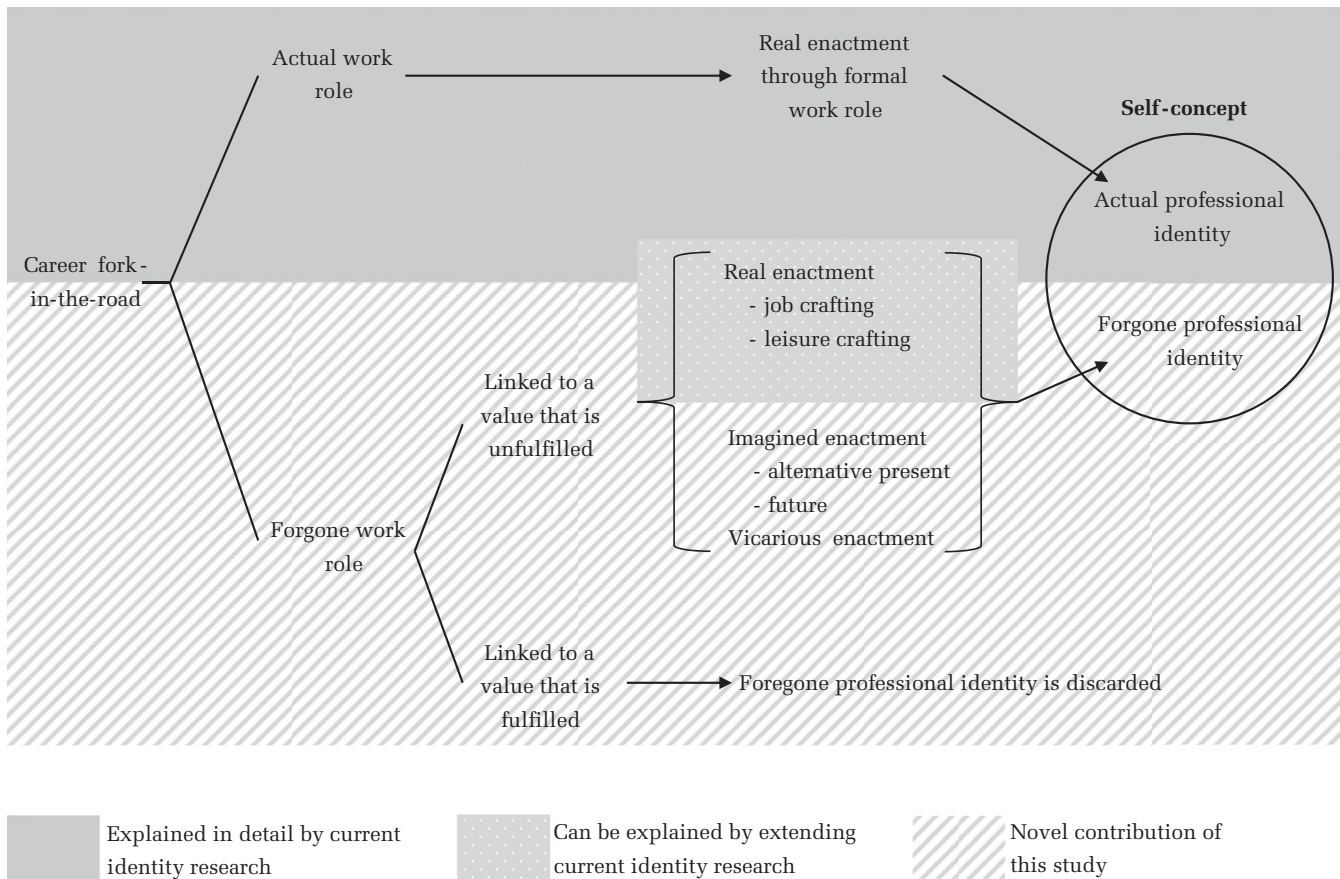 Actual work
role
Real enactment
through formal
work role
Self-concept
Actual professional
identity
Career fork-
in-the-road
Real enactment
- job crafting
- leisure crafting
Forgone professional
identity
Linked to a
value that is
unfulfilled
Imagined enactment
- alternative present
- future
Vicarious enactment
Forgone work
role
Linked to a
value that is
fulfilled
Foregone professional identity is discarded
Explained in detail by current
identity research
Can be explained by extending
current identity research
Novel contribution of
this study